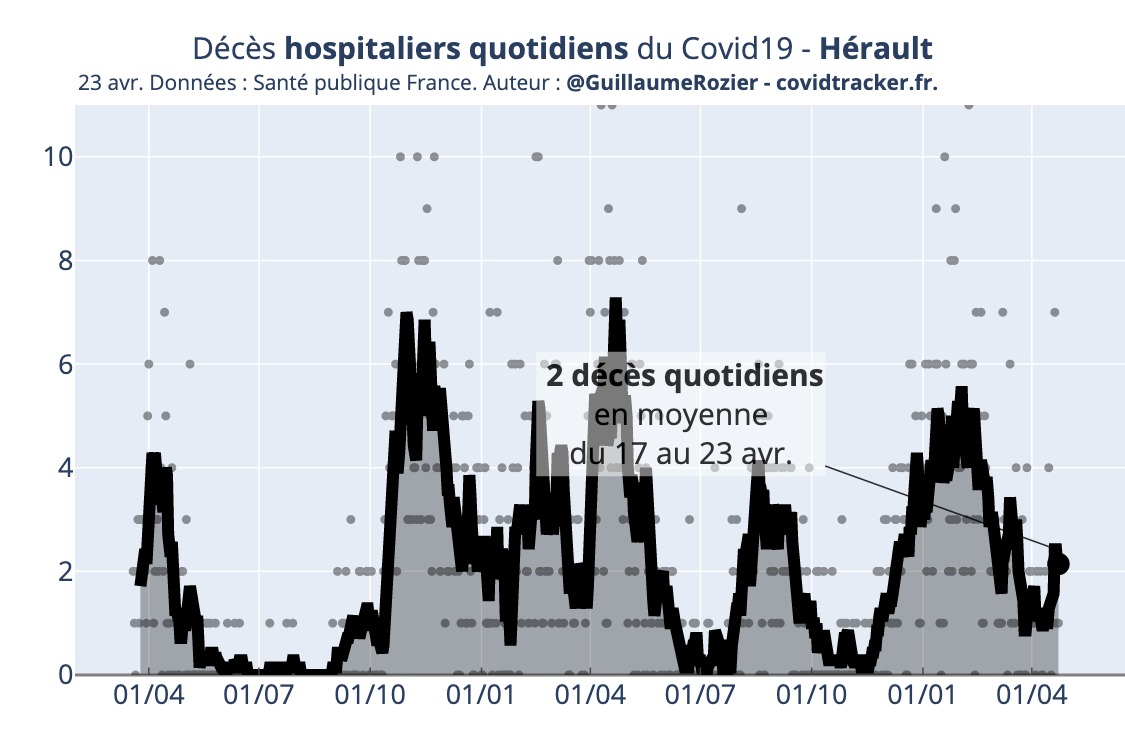 Décès hospitaliers quotidiens du Covid19 - Hérault
23 avr. Données : Santé publique France. Auteur : @GuillaumeRozier - covidtracker.fr.
10
8
6
4
2
0
2 décès quotidiens
en moyenne
du 17 au 23 avr.
01/04 01/07 01/10 01/01 01/04 01/07 01/10 01/01 01/04